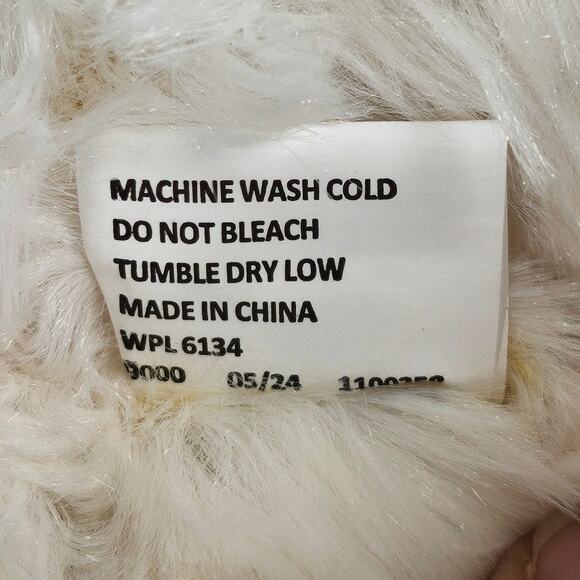 MACHINE WASH COLD
DO NOT BLEACH
TUMBLE DRY LOW
MADE IN CHINA
WPL 6134
9000 05/24